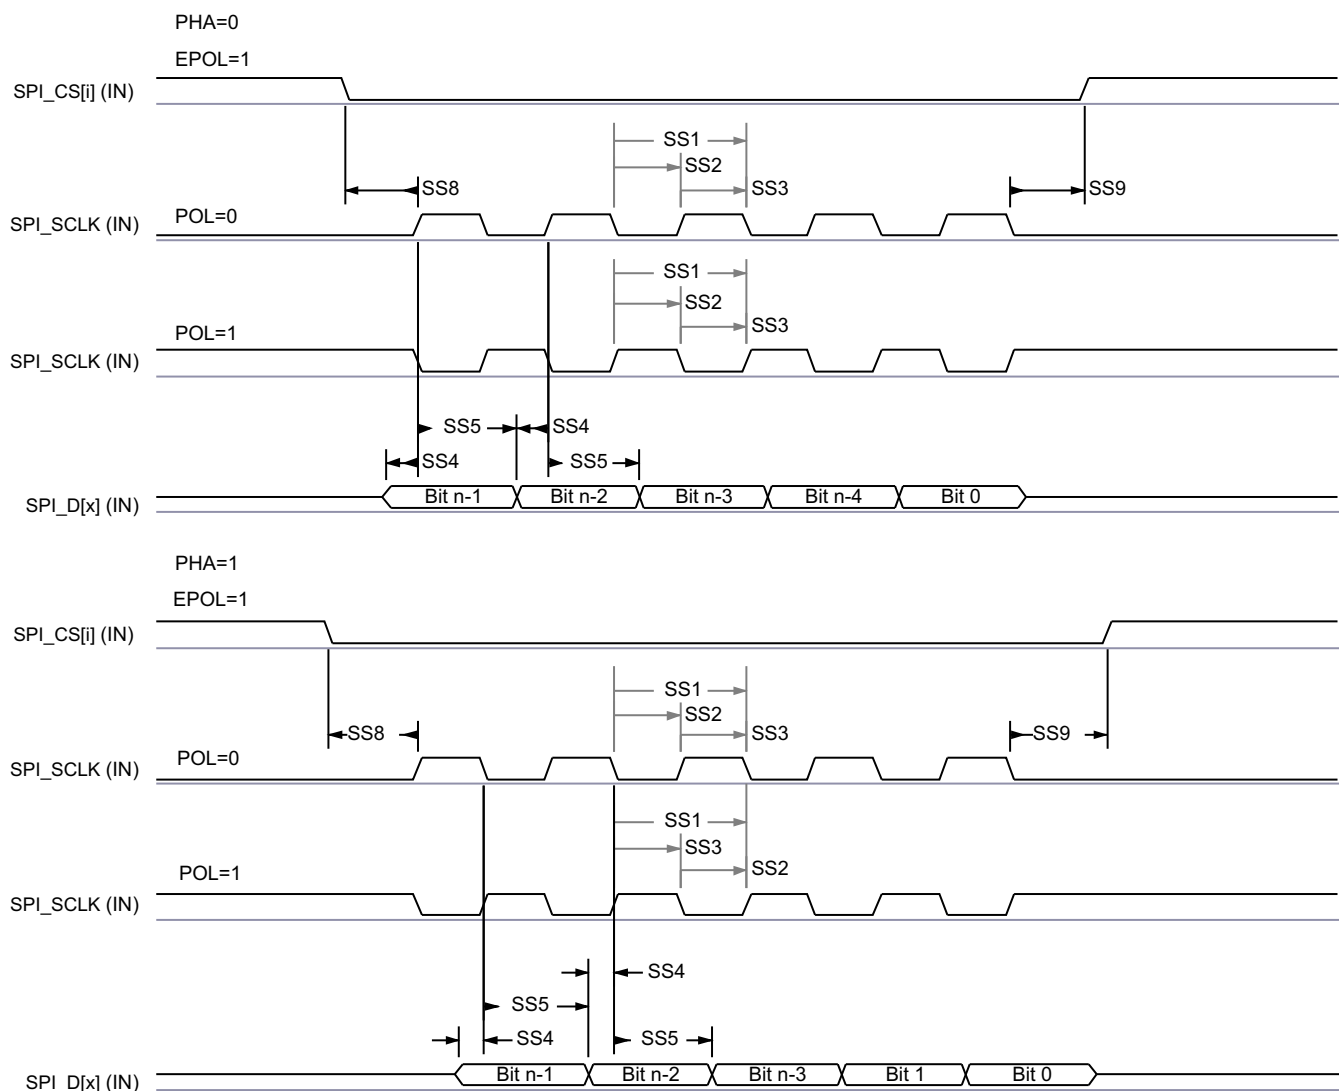 PHA=0
EPOL=1
SPI_CS[i] (IN)
SS1
SS2
SS8
SS3
SS9
POL=0
SPI_SCLK (IN)
SS1
SS2
SS3
POL=1
SPI_SCLK (IN)
SS5
SS4
SS4
SS5
Bit n-1
Bit n-2
Bit n-3
Bit n-4
Bit 0
SPI_D[x] (IN)
PHA=1
EPOL=1
SPI_CS[i] (IN)
SS1
SS2
SS8
SS3
SS9
POL=0
SPI_SCLK (IN)
SS1
SS3
SS2
POL=1
SPI_SCLK (IN)
SS4
SS5
SS4
SS5
Bit n-1
Bit n-2
Bit n-3
Bit 1
Bit 0
SPI_D[x] (IN)